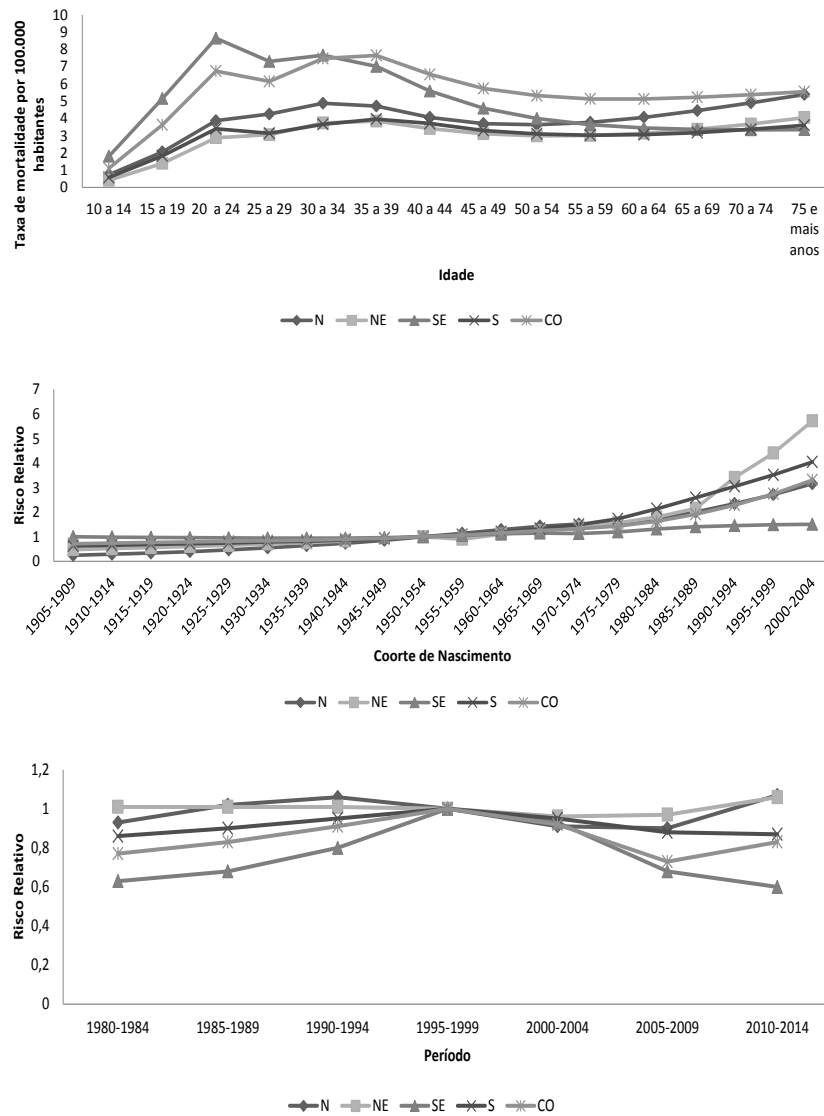 Taxa de mortalidade por 100.000
habitantes
10
9
8
7
6
5
4
3
2
1
0
10 a 14 15 a 19 20 a 24 25 a 29 30 a 34 35 a 39 40 a 44 45 a 49 50 a 54 55 a 59 60 a 64 65 a 69 70 a 74 75 e
mais
anos
Idade
N NE SE S CO
Risco Relativo
7
6
5
4
3
2
1
0
1905-1909 1910-1914 1915-1919 1920-1924 1925-1929 1930-1934 1935-1939 1940-1944 1945-1949 1950-1954 1955-1959 1960-1964 1965-1969 1970-1974 1975-1979 1980-1984 1985-1989 1990-1994 1995-1999 2000-2004
Coorte de Nascimento
N NE SE S CO
Risco Relativo
1,2
1
0,8
0,6
0,4
0,2
0
1980-1984 1985-1989 1990-1994 1995-1999 2000-2004 2005-2009 2010-2014
Período
N NE SE S CO